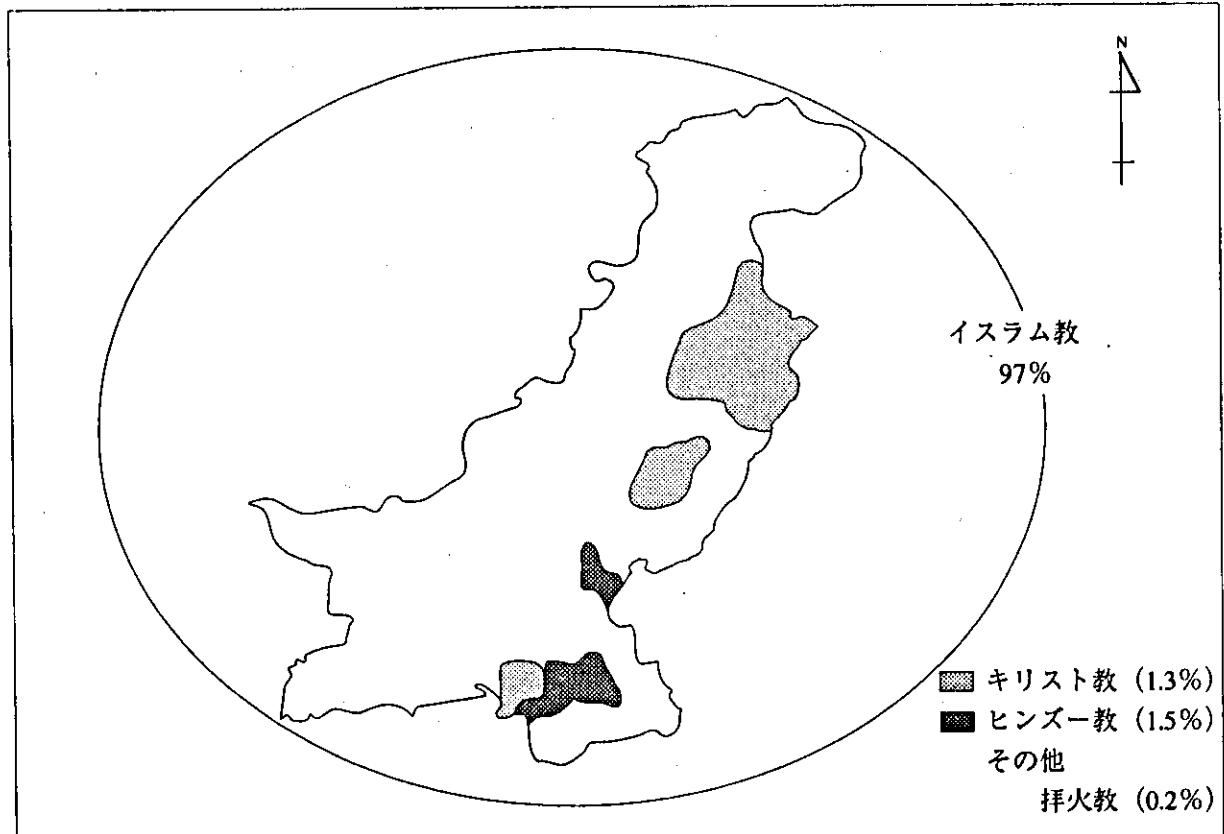 N
イスラム教
97%
キリスト教 (1.3%)
ヒンズー教 (1.5%)
その他
拝火教 (0.2%)